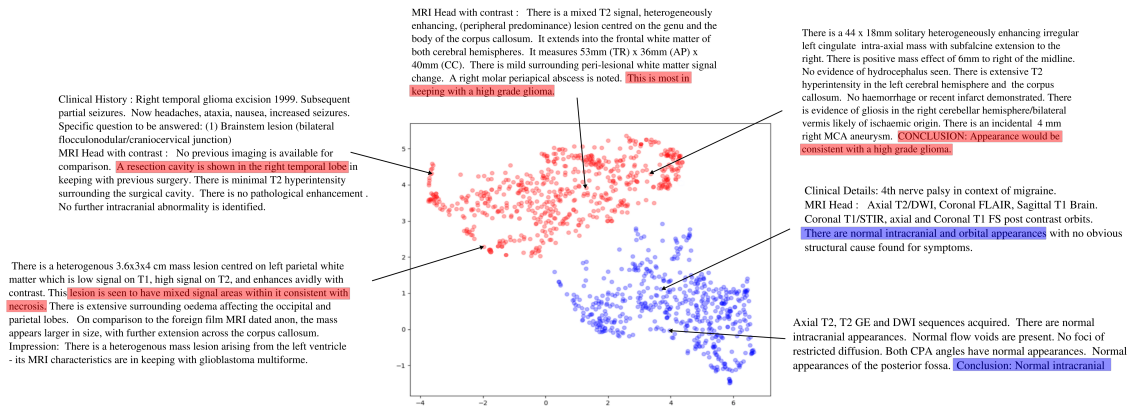 MRI Head with contrast : There is a mixed T2 signal, heterogeneously
enhancing, (peripheral predominance) lesion centred on the genu and the
body of the corpus callosum. It extends into the frontal white matter of
both cerebral hemispheres. It measures 53mm (TR) x 36mm (AP) x
40mm (CC). There is mild surrounding peri-lesional white matter signal
change. A right molar periapical abscess is noted. This is most in
keeping with a high grade glioma.
There is a 44 x 18mm solitary heterogeneously enhancing irregular
left cingulate intra-axial mass with subfalcine extension to the
right. There is positive mass effect of 6mm to right of the midline.
No evidence of hydrocephalus seen. There is extensive T2
hyperintensity in the left cerebral hemisphere and the corpus
callosum. No haemorrhage or recent infarct demonstrated. There
is evidence of gliosis in the right cerebellar hemisphere/bilateral
vermis likely of ischaemic origin. There is an incidental 4 mm
right MCA aneurysm. CONCLUSION: Appearance would be
consistent with a high grade glioma.
Clinical History : Right temporal glioma excision 1999. Subsequent
partial seizures. Now headaches, ataxia, nausea, increased seizures.
Specific question to be answered: (1) Brainstem lesion (bilateral
flocculonodular/craniocervical junction)
MRI Head with contrast : No previous imaging is available for
comparison. A resection cavity is shown in the right temporal lobe in
keeping with previous surgery. There is minimal T2 hyperintensity
surrounding the surgical cavity. There is no pathological enhancement .
No further intracranial abnormality is identified.
Clinical Details: 4th nerve palsy in context of migraine.
MRI Head : Axial T2/DWI, Coronal FLAIR, Sagittal T1 Brain.
Coronal T1/STIR, axial and Coronal T1 FS post contrast orbits.
There are normal intracranial and orbital appearances with no obvious
structural cause found for symptoms.
There is a heterogenous 3.6x3x4 cm mass lesion centred on left parietal white
matter which is low signal on T1, high signal on T2, and enhances avidly with
contrast. This lesion is seen to have mixed signal areas within it consistent with
necrosis. There is extensive surrounding oedema affecting the occipital and
parietal lobes. On comparison to the foreign film MRI dated anon, the mass
appears larger in size, with further extension across the corpus callosum.
Impression: There is a heterogenous mass lesion arising from the left ventricle
- its MRI characteristics are in keeping with glioblastoma multiforme.
Axial T2, T2 GE and DWI sequences acquired. There are normal
intracranial appearances. Normal flow voids are present. No foci of
restricted diffusion. Both CPA angles have normal appearances. Normal
appearances of the posterior fossa. Conclusion: Normal intracranial
5
4
3
2
1
0
−1
−4
−2
0
2
4
6